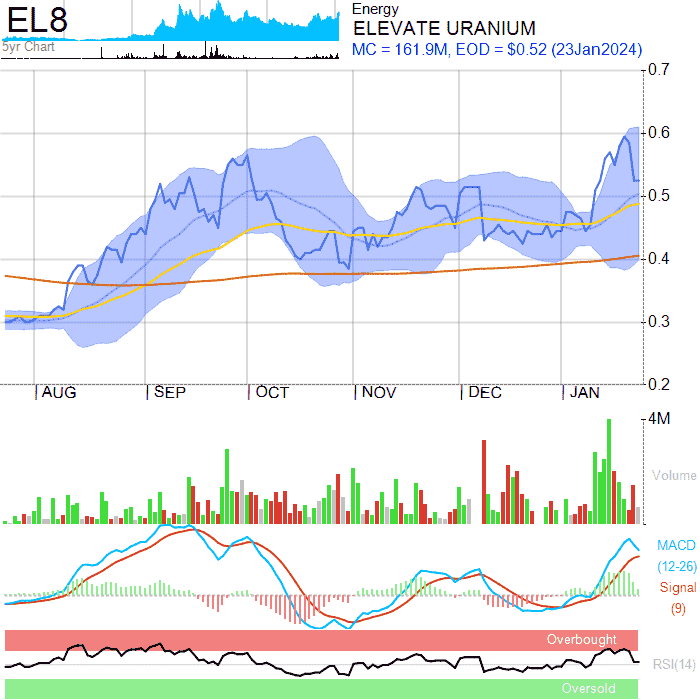 EL8
5yr Chart
Energy
ELEVATE URANIUM
MC = 161.9M, EOD = $0.52 (23Jan2024)
0.7
0.6
0.5
0.4
0.3
0.2
AUG SEP OCT NOV DEC JAN
4M
Volume
MACD
(12-26)
Signal
(9)
Overbought
RSI(14)
Oversold